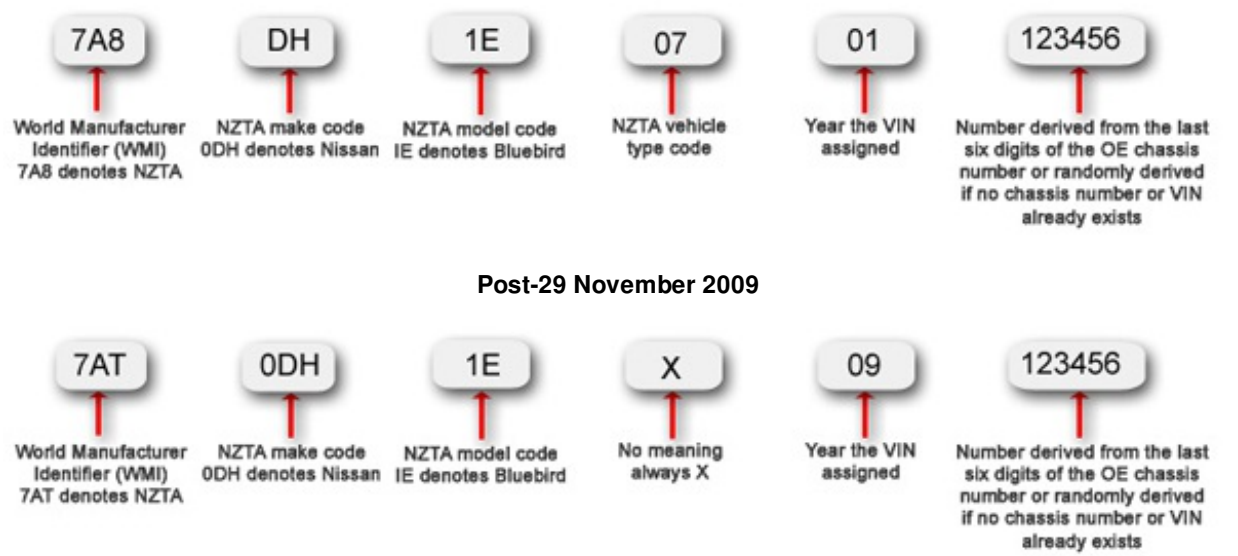 7A8 DH 1E 07 01 123456
World Manufacturer
Identifier (WMI)
7A8 denotes NZTA
NZTA make code
0DH denotes Nissan
NZTA model code
IE denotes Bluebird
NZTA vehicle
type code
Year the VIN
assigned
Number derived from the last
six digits of the OE chassis
number or randomly derived
if no chassis number or VIN
already exists
Post-29 November 2009
7AT 0DH 1E X 09 123456
World Manufacturer
Identifier (WMI)
7AT denotes NZTA
NZTA make code
0DH denotes Nissan
NZTA model code
IE denotes Bluebird
No meaning
always X
Year the VIN
assigned
Number derived from the last
six digits of the OE chassis
number or randomly derived
if no chassis number or VIN
already exists